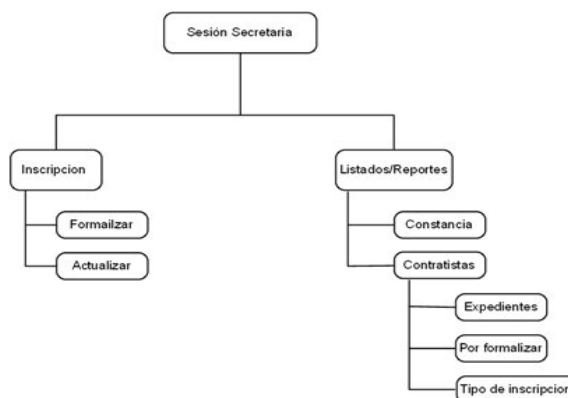 Sesión Secretaria
Inscripcion
Listados/Reportes
Formailzar
Constancia
Actualizar
Contratistas
Expedientes
Por formalizar
Tipo de inscripcion